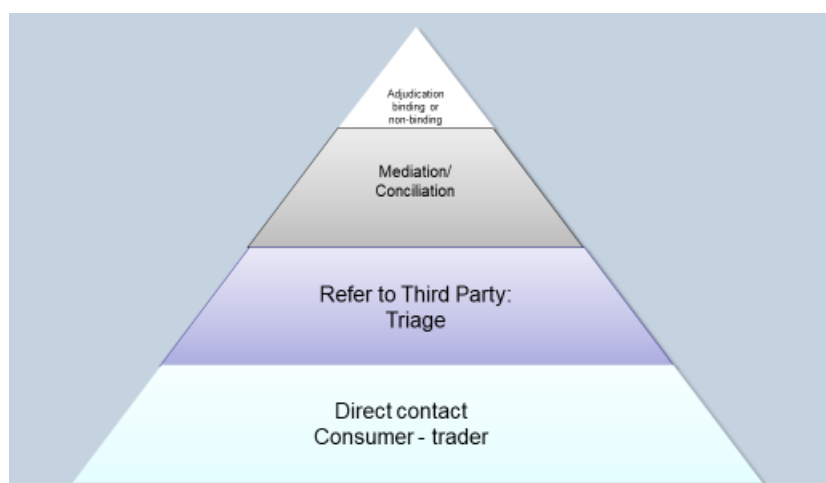 Adjudication
binding or
non-binding
Mediation/
Conciliation
Refer to Third Party:
Triage
Direct contact
Consumer - trader